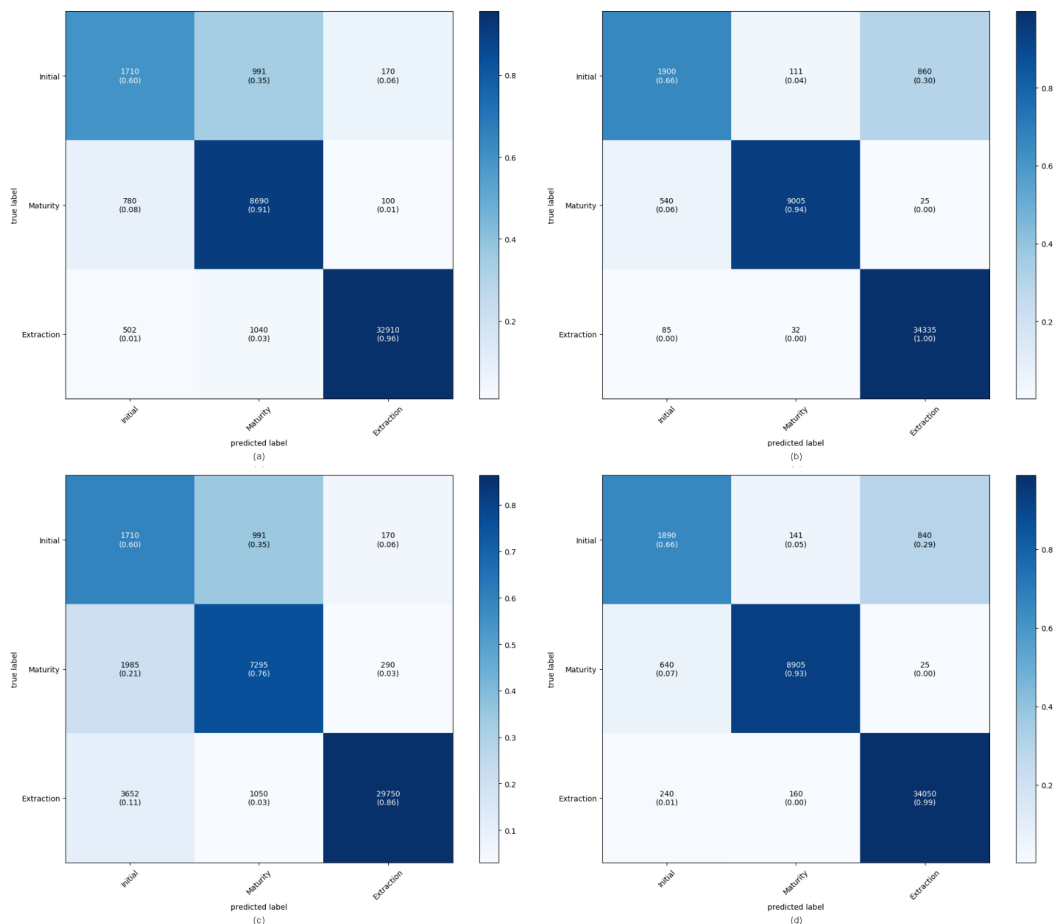 Initial
1710
(0.60)
991
(0.35)
170
(0.06)
true label
Maturity
780
(0.08)
8690
(0.91)
100
(0.01)
Extraction
502
(0.01)
1040
(0.03)
32910
(0.96)
Initial
Maturity
Extraction
predicted label
(a)
0.8
0.6
0.4
0.2
Initial
1900
(0.66)
111
(0.04)
860
(0.30)
true label
Maturity
540
(0.06)
9005
(0.94)
25
(0.00)
Extraction
85
(0.00)
32
(0.00)
34335
(1.00)
Initial
Maturity
Extraction
predicted label
(b)
0.8
0.6
0.4
0.2
Initial
1710
(0.60)
991
(0.35)
170
(0.06)
true label
Maturity
1985
(0.21)
7295
(0.76)
290
(0.03)
Extraction
3652
(0.11)
1050
(0.03)
29750
(0.86)
Initial
Maturity
Extraction
predicted label
(c)
0.8
0.7
0.6
0.5
0.4
0.3
0.2
0.1
Initial
1890
(0.66)
141
(0.05)
840
(0.29)
true label
Maturity
640
(0.07)
8905
(0.93)
25
(0.00)
Extraction
240
(0.01)
160
(0.00)
34050
(0.99)
Initial
Maturity
Extraction
predicted label
(d)
0.8
0.6
0.4
0.2